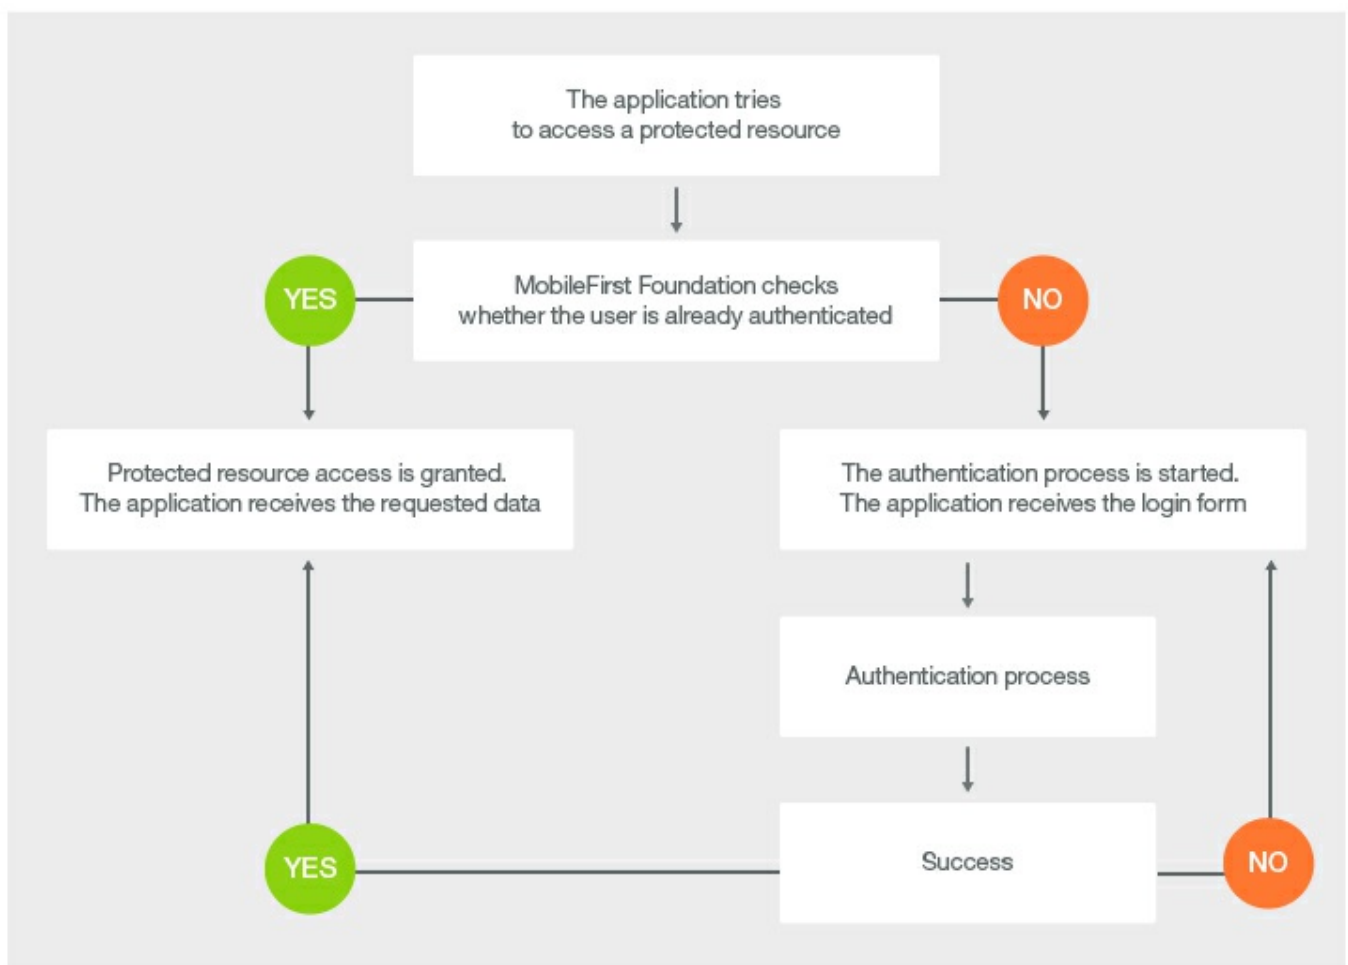 The application tries
to access a protected resource
YES
MobileFirst Foundation checks
whether the user is already authenticated
NO
Protected resource access is granted.
The application receives the requested data
The authentication process is started.
The application receives the login form
Authentication process
YES
Success
NO